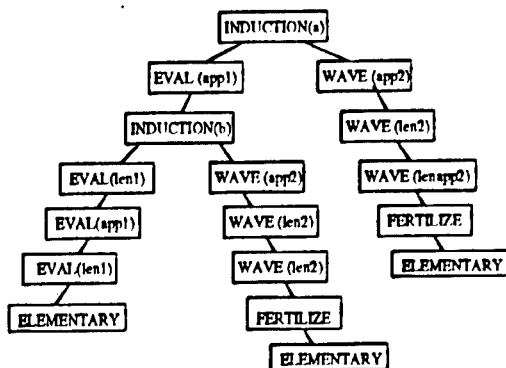 INDUCTION(a)
EVAL (app1)
WAVE (app2)
INDUCTION(b)
WAVE (len2)
EVAL(len1)
WAVE (app2)
WAVE (lenapp2)
EVAL(app1)
WAVE (len2)
FERTILIZE
EVAL(len1)
WAVE (len2)
ELEMENTARY
ELEMENTARY
FERTILIZE
ELEMENTARY